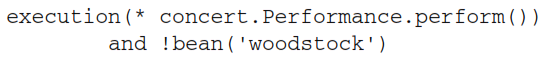 execution(* concert.Performance.perform())
and !bean('woodstock')